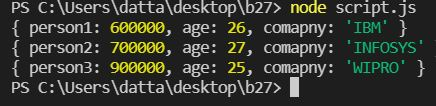 PS C:\Users\datta\desktop\b27> node script.js
{ person1: 600000, age: 26, comapny: 'IBM' }
{ person2: 700000, age: 27, comapny: 'INFOSYS' }
{ person3: 900000, age: 25, comapny: 'WIPRO' }
PS C:\Users\datta\desktop\b27>